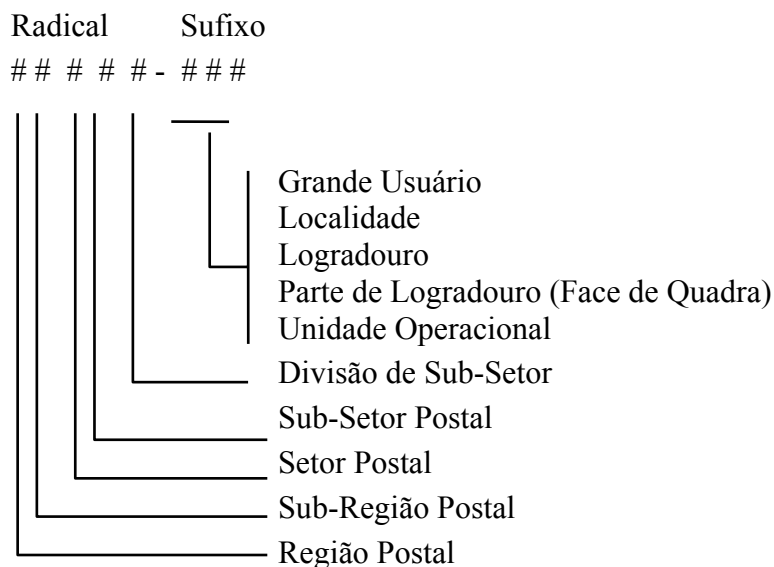 Radical Sufixo
# # # # # - # # #
Grande Usuário
Localidade
Logradouro
Parte de Logradouro (Face de Quadra)
Unidade Operacional
Divisão de Sub-Setor
Sub-Setor Postal
Setor Postal
Sub-Região Postal
Região Postal